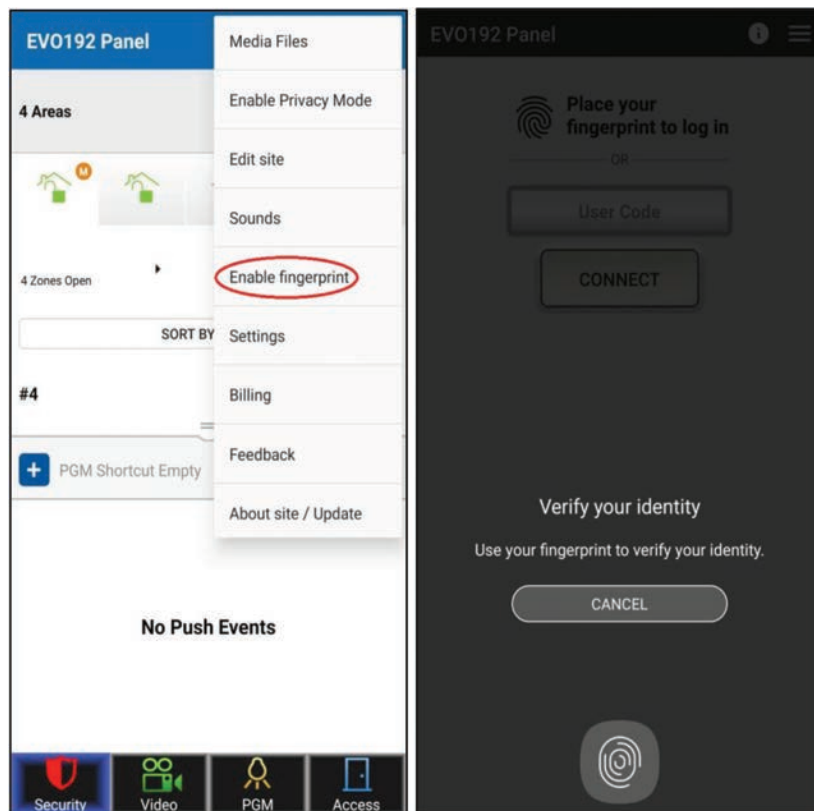 EVO192 Panel
4 Areas
M
4 Zones Open
SORT BY
#4
PGM Shortcut Empty
No Push Events
Security
Video
PGM
Access
Media Files
Enable Privacy Mode
Edit site
Sounds
Enable fingerprint
Settings
Billing
Feedback
About site / Update
EVO192 Panel
Place your
fingerprint to log in
OR
User Code
CONNECT
Verify your identity
Use your fingerprint to verify your identity.
CANCEL